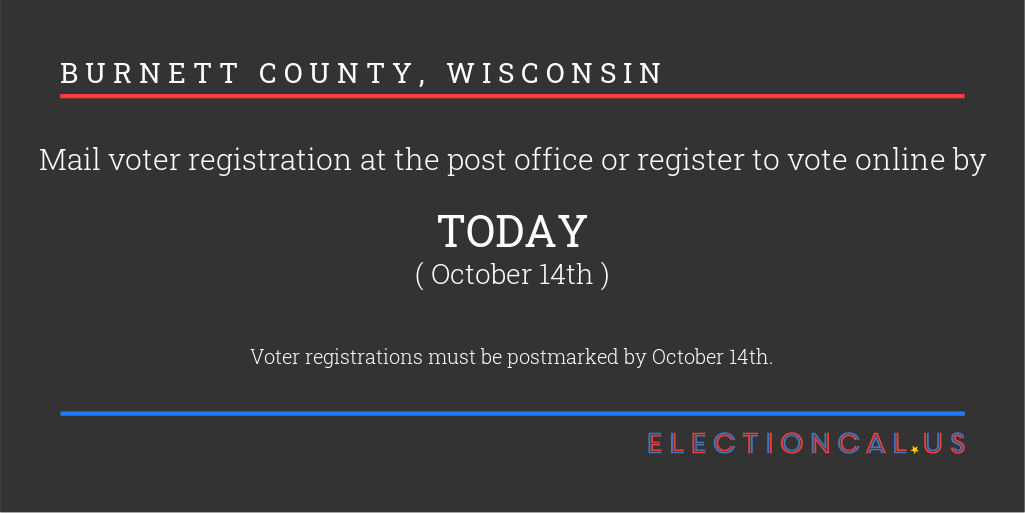 BURNETT COUNTY, WISCONSIN
Mail voter registration at the post office or register to vote online by
TODAY
( October 14th )
Voter registrations must be postmarked by October 14th.
ELECTIONCAL.US